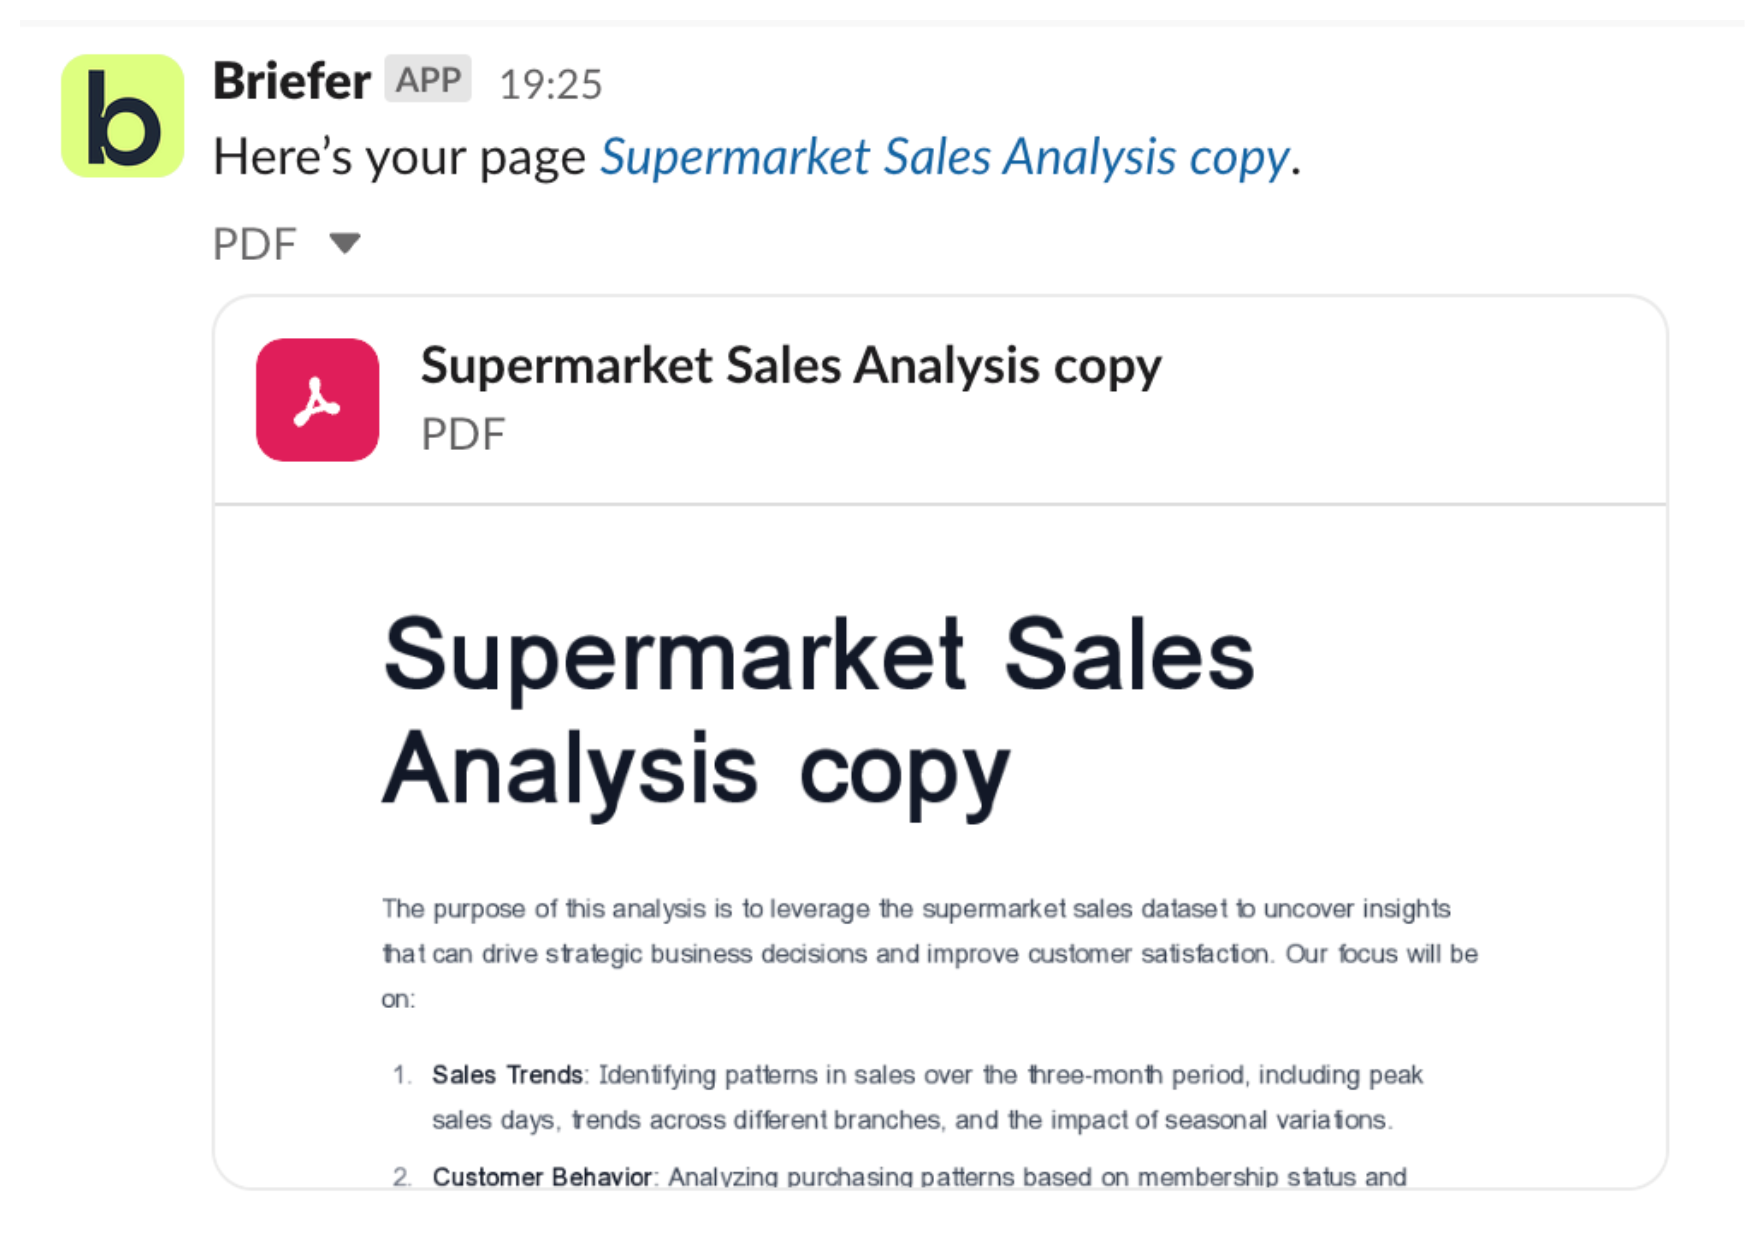 b
Briefer APP 19:25
Here’s your page Supermarket Sales Analysis copy.
PDF
Supermarket Sales Analysis copy
PDF
Supermarket Sales
Analysis copy
The purpose of this analysis is to leverage the supermarket sales dataset to uncover insights
that can drive strategic business decisions and improve customer satisfaction. Our focus will be
on:
1. Sales Trends: Identifying patterns in sales over the three-month period, including peak
sales days, trends across different branches, and the impact of seasonal variations.
2. Customer Behavior: Analyzing purchasing patterns based on membership status and